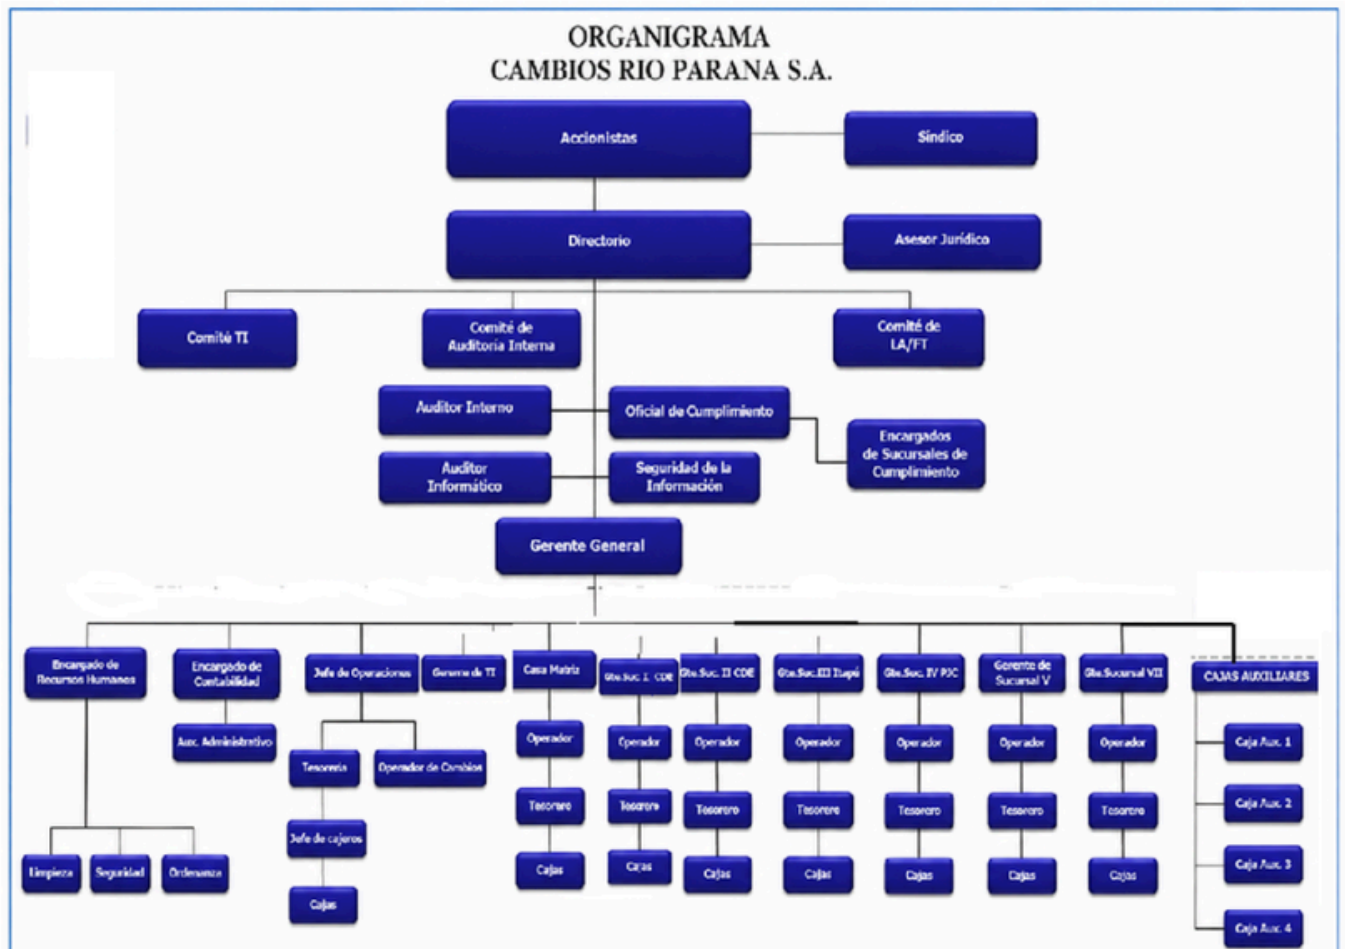 ORGANIGRAMA
CAMBIOS RIO PARANA S.A.
Accionistas
Síndico
Directorio
Asesor Jurídico
Comité TI
Comité de
Auditoría Interna
Comité de
LA/FT
Auditor Interno
Oficial de Cumplimiento
Encargados
de Sucursales de
Cumplimiento
Auditor
Informático
Seguridad de la
Información
Gerente General
Encargado de
Recursos Humanos
Encargado de
Contabilidad
Jefe de Operaciones
Gerente de TI
Casa Matriz
Gte.Suc. I. CDE
Gte.Suc. II CDE
Gte.Suc.III Itapú
Gte.Suc. IV PJC
Gerente de
Sucursal V
Gte.Sucursal VII
CAJAS AUXILIARES
Aux. Administrativo
Tesorería
Operador de Cambios
Jefe de cajeros
Cajas
Limpieza
Seguridad
Ordenanza
Operador
Tesorero
Cajas
Operador
Tesorero
Cajas
Operador
Tesorero
Cajas
Operador
Tesorero
Cajas
Operador
Tesorero
Cajas
Operador
Tesorero
Cajas
Operador
Tesorero
Cajas
Caja Aux. 1
Caja Aux. 2
Caja Aux. 3
Caja Aux. 4